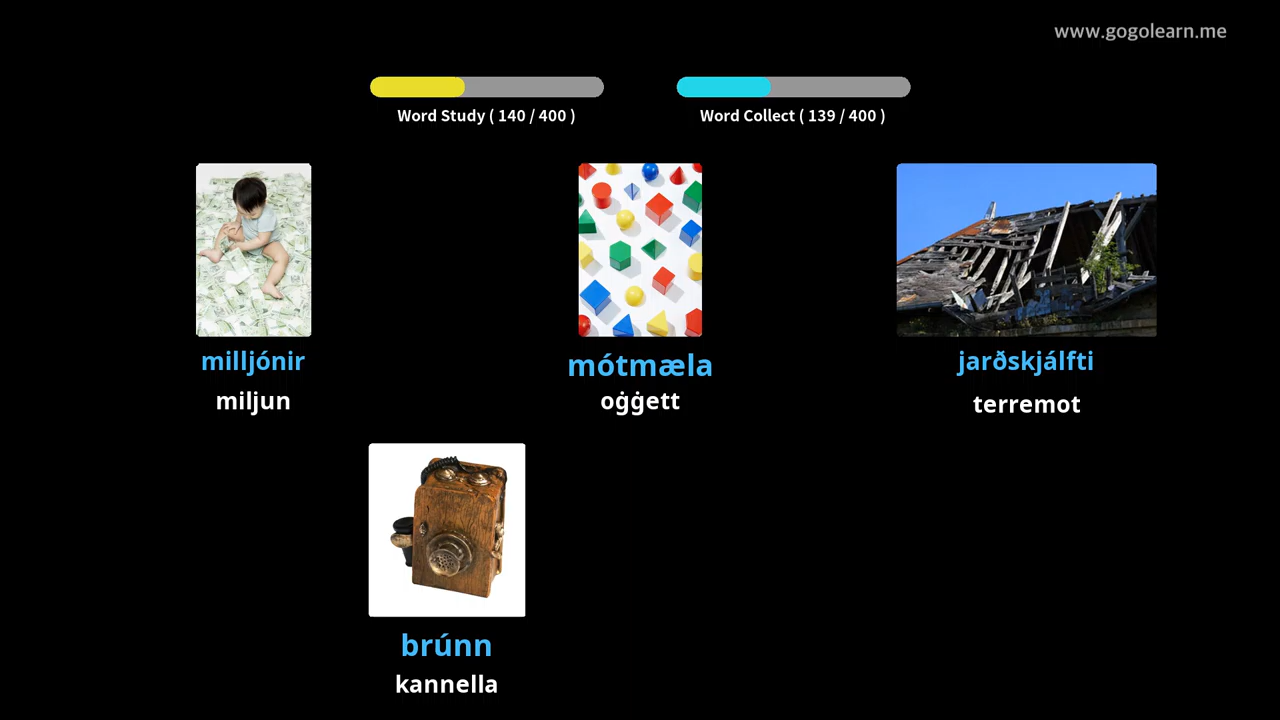 www.gogolearn.me
Word Study ( 140 / 400 )
Word Collect ( 139 / 400 )
milljónir
miljun
mótmæla
oġġett
jarðskjálfti
terremot
brúnn
kannella